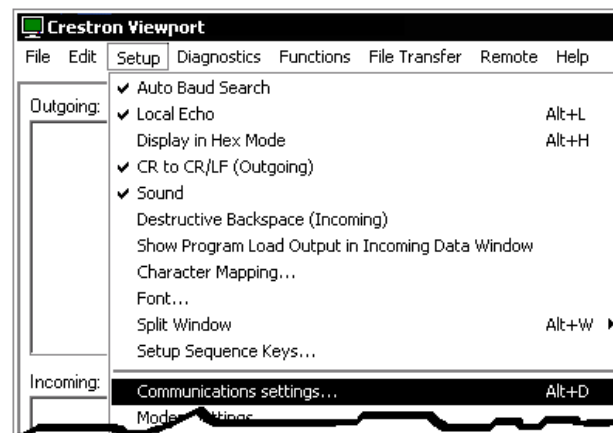 Crestron Viewport
File Edit Setup Diagnostics Functions File Transfer Remote Help
Outgoing:
Auto Baud Search
Local Echo Alt+L
Display in Hex Mode Alt+H
CR to CR/LF (Outgoing)
Sound
Destructive Backspace (Incoming)
Show Program Load Output in Incoming Data Window
Character Mapping...
Font...
Split Window Alt+W
Setup Sequence Keys...
Incoming:
Communications settings... Alt+D